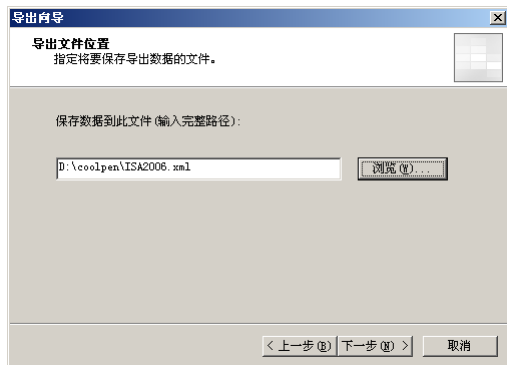 导出向导
导出文件位置
指定将要保存导出数据的文件。
保存数据到此文件(输入完整路径):
D:\coolpen\ISA2006.xml
浏览(W)...
< 上一步(B) 下一步(N) > 取消